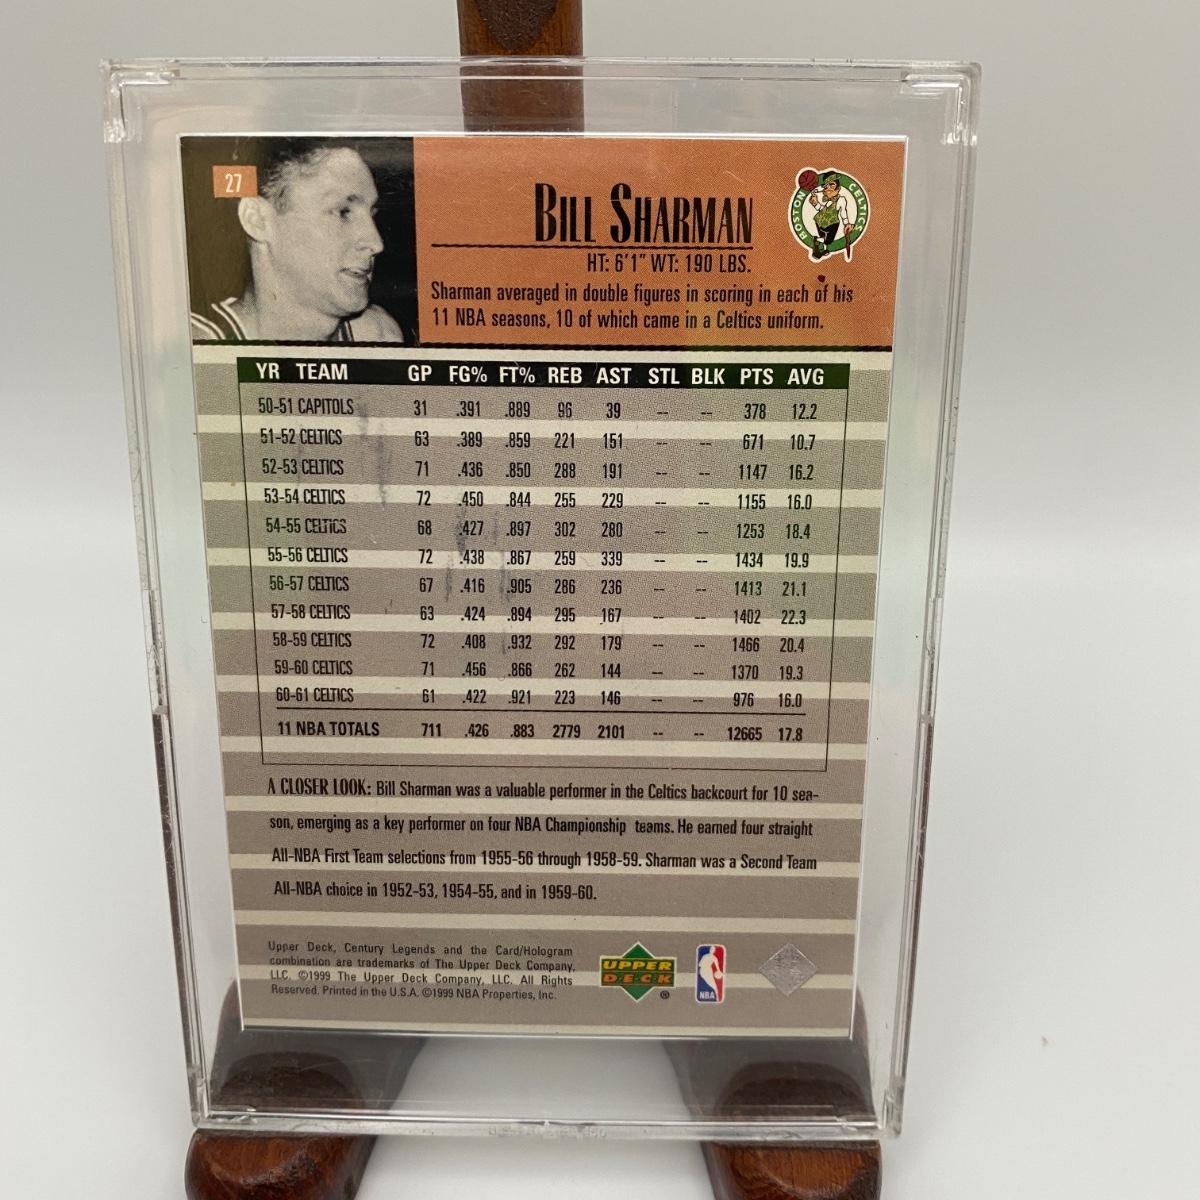 27
BILL SHARMAN
BOSTON CELTICS
HT: 6'1" WT: 190 LBS.
Sharman averaged in double figures in scoring in each of his
11 NBA seasons, 10 of which came in a Celtics uniform.
YR TEAM GP FG% FT% REB AST STL BLK PTS AVG
50-51 CAPITOLS 31 .391 .889 96 39 -- -- 378 12.2
51-52 CELTICS 63 .389 .859 221 151 -- -- 671 10.7
52-53 CELTICS 71 .436 .850 288 191 -- -- 1147 16.2
53-54 CELTICS 72 .450 .844 255 229 -- -- 1155 16.0
54-55 CELTICS 68 .427 .897 302 280 -- -- 1253 18.4
55-56 CELTICS 72 .438 .867 259 339 -- -- 1434 19.9
56-57 CELTICS 67 .416 .905 286 236 -- -- 1413 21.1
57-58 CELTICS 63 .424 .894 295 167 -- -- 1402 22.3
58-59 CELTICS 72 .408 .932 292 179 -- -- 1466 20.4
59-60 CELTICS 71 .456 .866 262 144 -- -- 1370 19.3
60-61 CELTICS 61 .422 .921 223 146 -- -- 976 16.0
11 NBA TOTALS 711 .426 .883 2779 2101 -- -- 12665 17.8
A CLOSER LOOK: Bill Sharman was a valuable performer in the Celtics backcourt for 10 sea-
son, emerging as a key performer on four NBA Championship teams. He earned four straight
All-NBA First Team selections from 1955-56 through 1958-59. Sharman was a Second Team
All-NBA choice in 1952-53, 1954-55, and in 1959-60.
Upper Deck, Century Legends and the Card/Hologram
combination are trademarks of The Upper Deck Company,
LLC. ©1999 The Upper Deck Company, LLC. All Rights
Reserved. Printed in the U.S.A. ©1999 NBA Properties, Inc.
UPPER
DECK
®
NBA